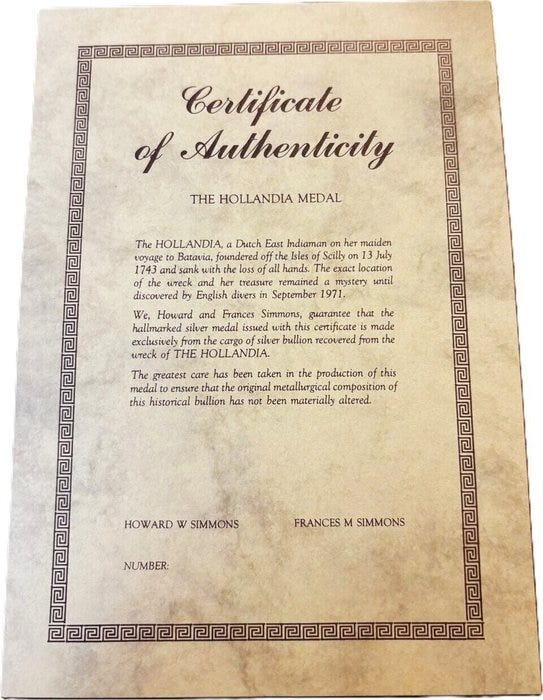 Certificate
of Authenticity
THE HOLLANDIA MEDAL
The HOLLANDIA, a Dutch East Indiaman on her maiden
voyage to Batavia, foundered off the Isles of Scilly on 13 July
1743 and sank with the loss of all hands. The exact location
of the wreck and her treasure remained a mystery until
discovered by English divers in September 1971.
We, Howard and Frances Simmons, guarantee that the
hallmarked silver medal issued with this certificate is made
exclusively from the cargo of silver bullion recovered from the
wreck of THE HOLLANDIA.
The greatest care has been taken in the production of this
medal to ensure that the original metallurgical composition of
this historical bullion has not been materially altered.
HOWARD W SIMMONS FRANCES M SIMMONS
NUMBER: